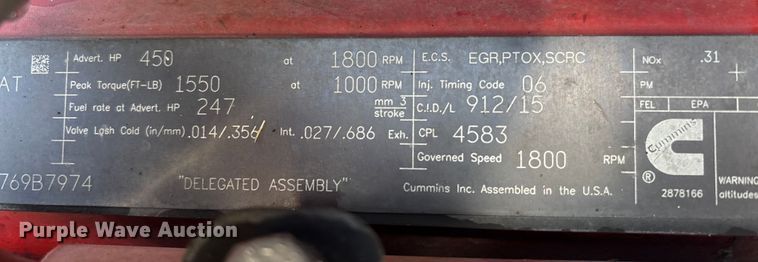 Advert. HP 450 at 1800 RPM E.C.S. EGR,PTOX,SCRC NOx .31
AT Peak Torque(FT-LB) 1550 at 1000 RPM Inj. Timing Code 06 PM
Fuel rate at Advert. HP 247 mm 3 stroke C.I.D./L 912/15 FEL EPA
Valve Lash Cold (in/mm) .014/.356 Int. .027/.686 Exh. CPL 4583
Governed Speed 1800 RPM
Cummins
®
769B7974 "DELEGATED ASSEMBLY" Cummins Inc. Assembled in the U.S.A. 2878166
WARNING
altitudes
Purple Wave Auction